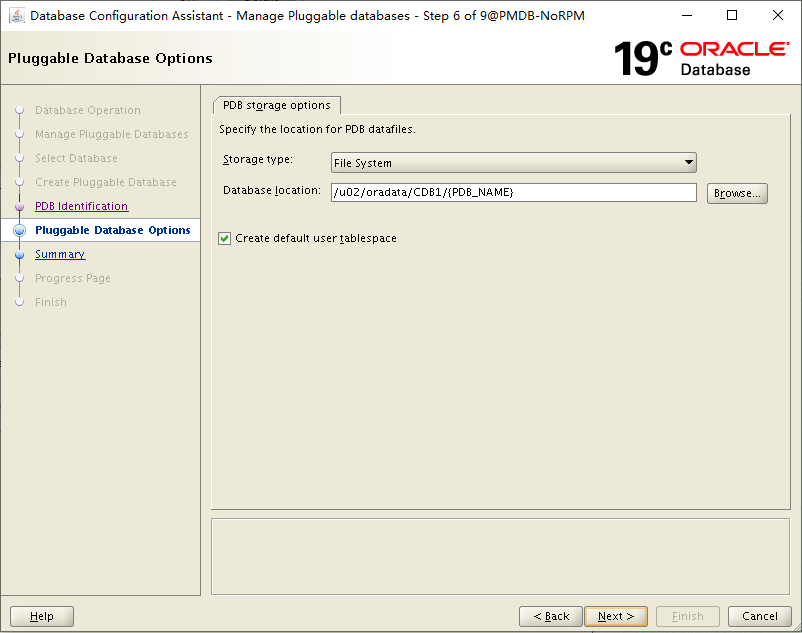 Database Configuration Assistant - Manage Pluggable databases - Step 6 of 9@PMDB-NoRPM
Pluggable Database Options
19c ORACLE
Database
Database Operation
Manage Pluggable Databases
Select Database
Create Pluggable Database
PDB Identification
Pluggable Database Options
Summary
Progress Page
Finish
PDB storage options
Specify the location for PDB datafiles.
Storage type: File System
Database location: /u02/oradata/CDB1/{PDB_NAME} Browse...
Create default user tablespace
Help < Back Next > Finish Cancel